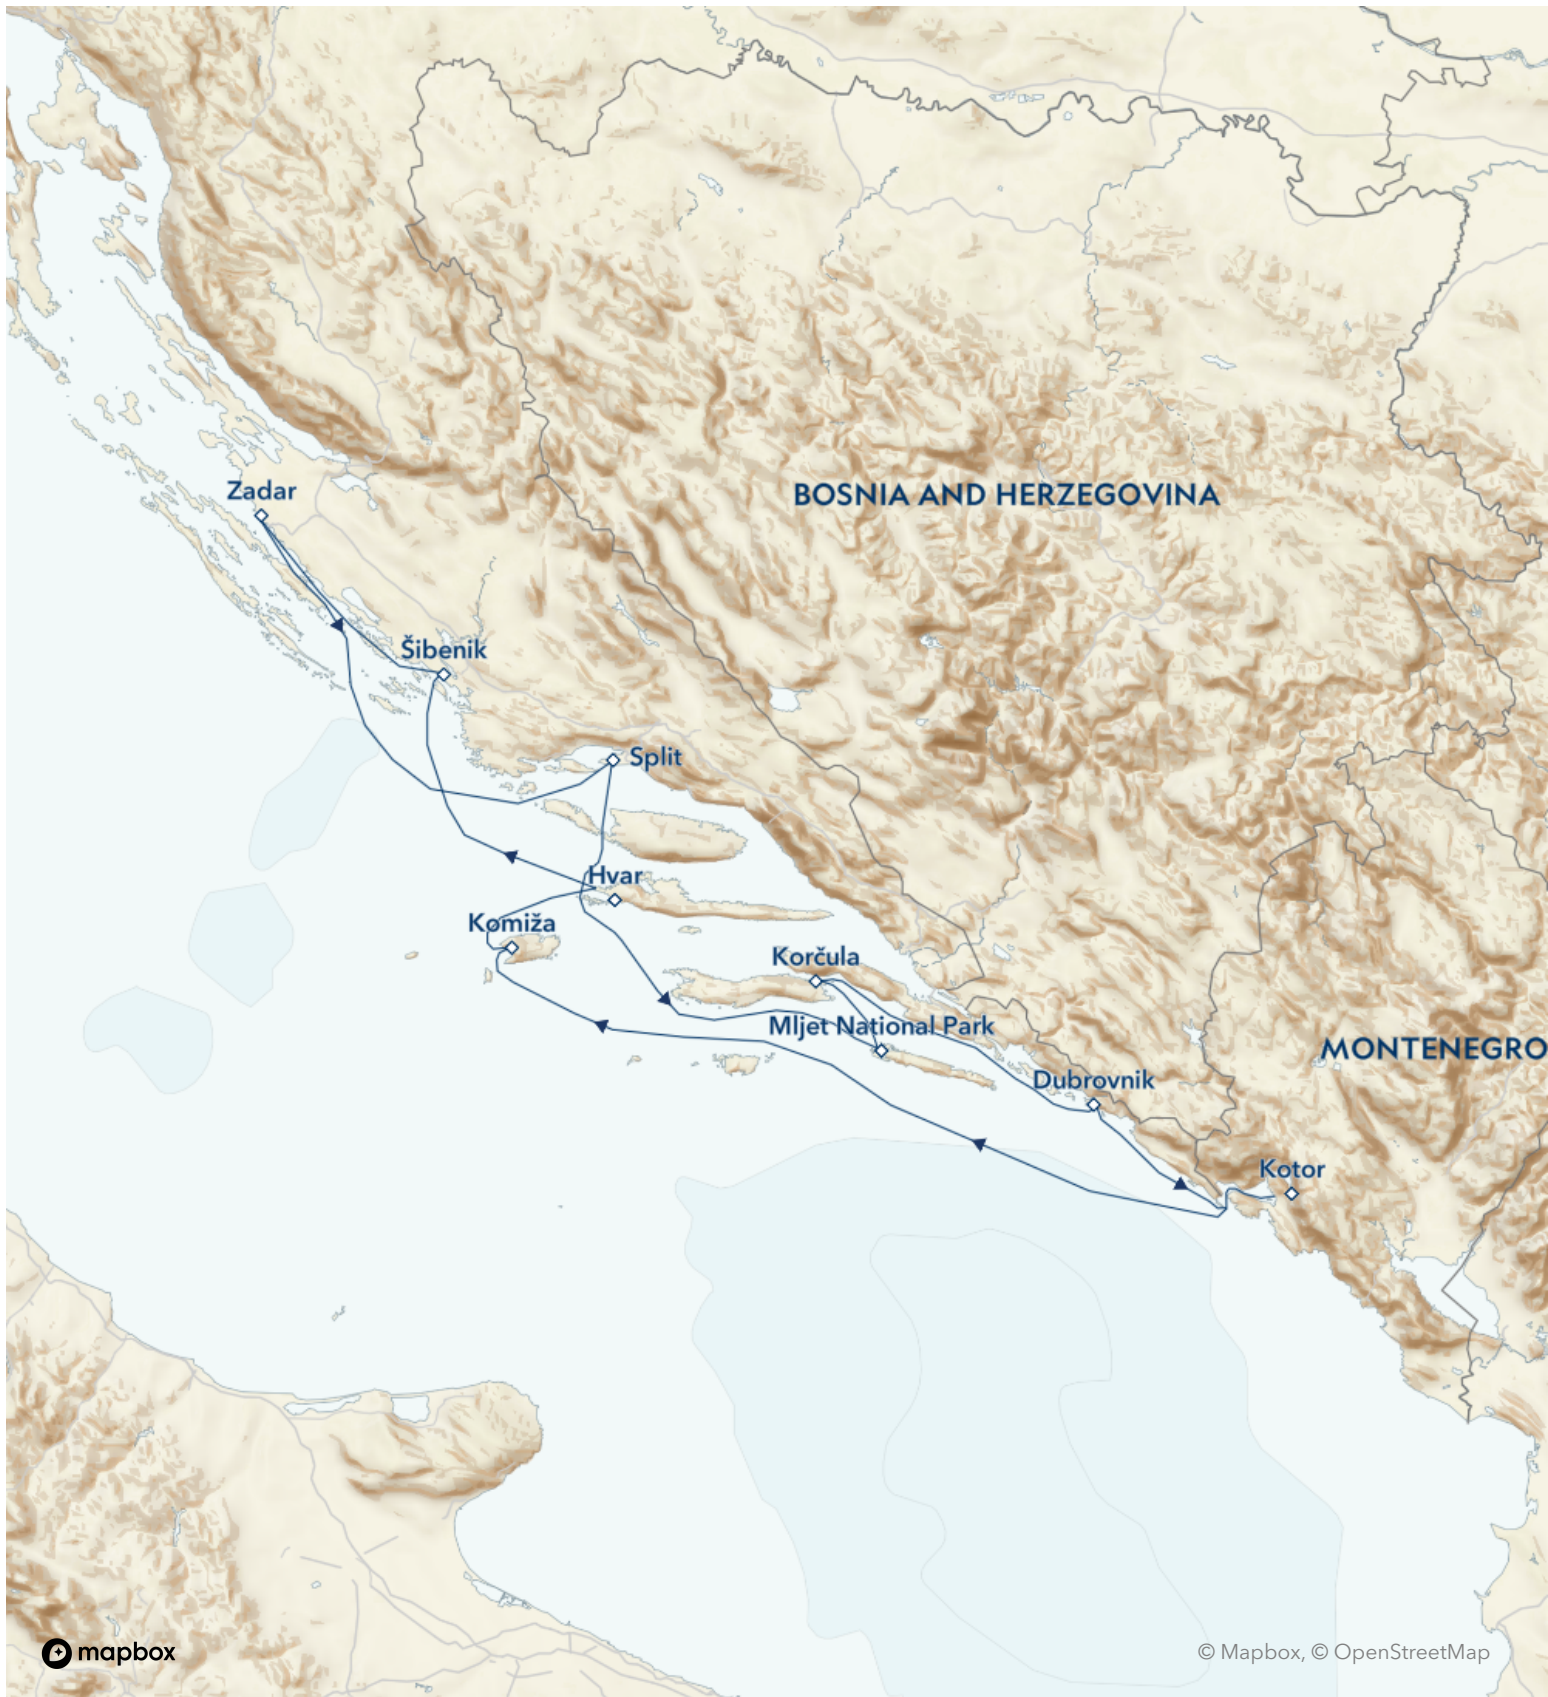 Zadar
BOSNIA AND HERZEGOVINA
Šibenik
Split
Hvar
Komiža
Korčula
Mljet National Park
MONTENEGRO
Dubrovnik
Kotor
mapbox
© Mapbox, © OpenStreetMap